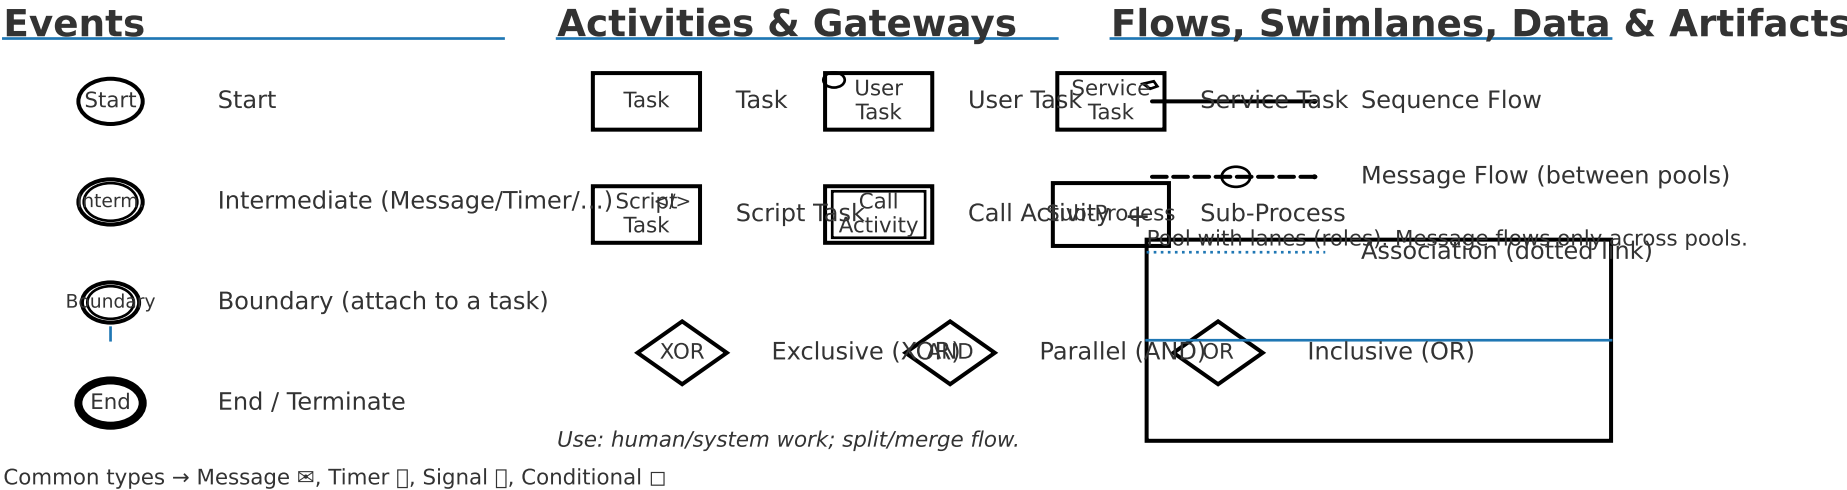 Events
Start
Start
Interm
Intermediate (Message/Timer/...)
Boundary
Boundary (attach to a task)
End
End / Terminate
Common types → Message ✉, Timer ▯, Signal ▯, Conditional □
Activities & Gateways
Task
Task
User
Task
User Task
Service
Task
Service Task
Script
Task
</>
Script Task
Call
Activity
Call Activity
Sub-Process
+
Sub-Process
XOR
Exclusive (XOR)
AND
Parallel (AND)
OR
Inclusive (OR)
Use: human/system work; split/merge flow.
Flows, Swimlanes, Data & Artifacts
Sequence Flow
Message Flow (between pools)
Pool with lanes (roles). Message flows only across pools.
Association (dotted link)